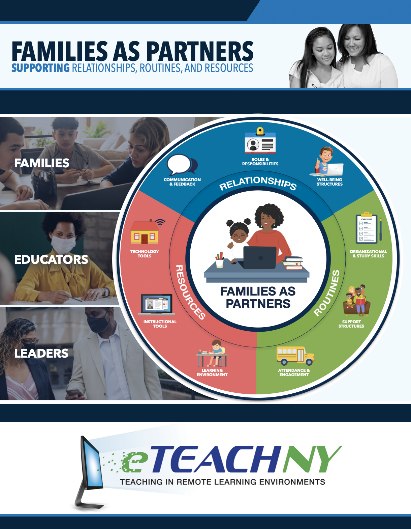 FAMILIES AS PARTNERS
SUPPORTING RELATIONSHIPS, ROUTINES, AND RESOURCES
FAMILIES
EDUCATORS
LEADERS
RELATIONSHIPS
ROLES &
RESPONSIBILITIES
COMMUNICATION
& FEEDBACK
WELL BEING
STRUCTURES
ROUTINES
ORGANIZATIONAL
& STUDY SKILLS
SUPPORT
STRUCTURES
ATTENDANCE &
ENGAGEMENT
RESOURCES
TECHNOLOGY
TOOLS
INSTRUCTIONAL
TOOLS
LEARNING
ENVIRONMENT
FAMILIES AS
PARTNERS
eTEACHNY
TEACHING IN REMOTE LEARNING ENVIRONMENTS